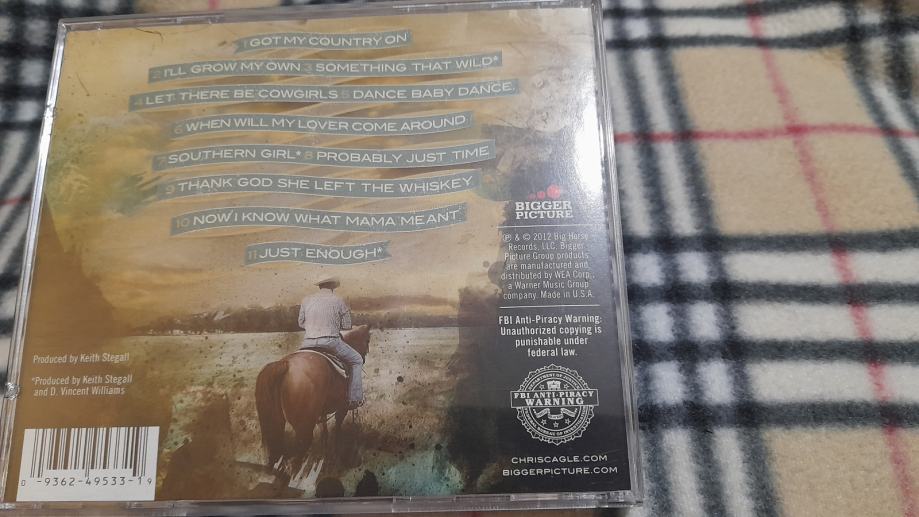 1 GOT MY COUNTRY ON
2 I'LL GROW MY OWN 3 SOMETHING THAT WILD*
4 LET THERE BE COWGIRLS 5 DANCE BABY DANCE
6 WHEN WILL MY LOVER COME AROUND
7 SOUTHERN GIRL* 8 PROBABLY JUST TIME
9 THANK GOD SHE LEFT THE WHISKEY
10 NOW I KNOW WHAT MAMA MEANT
11 JUST ENOUGH*
BIGGER
PICTURE
℗ & © 2012 Big Horse
Records, LLC. Bigger
Picture Group products
are manufactured and
distributed by WEA Corp.,
a Warner Music Group
company. Made in U.S.A.
FBI Anti-Piracy Warning:
Unauthorized copying is
punishable under
federal law.
Produced by Keith Stegall
*Produced by Keith Stegall
and D. Vincent Williams
DEPARTMENT OF JUSTICE
FBI ANTI-PIRACY
WARNING
CHRISCAGLE.COM
BIGGERPICTURE.COM
0 -9362-49533-1 9